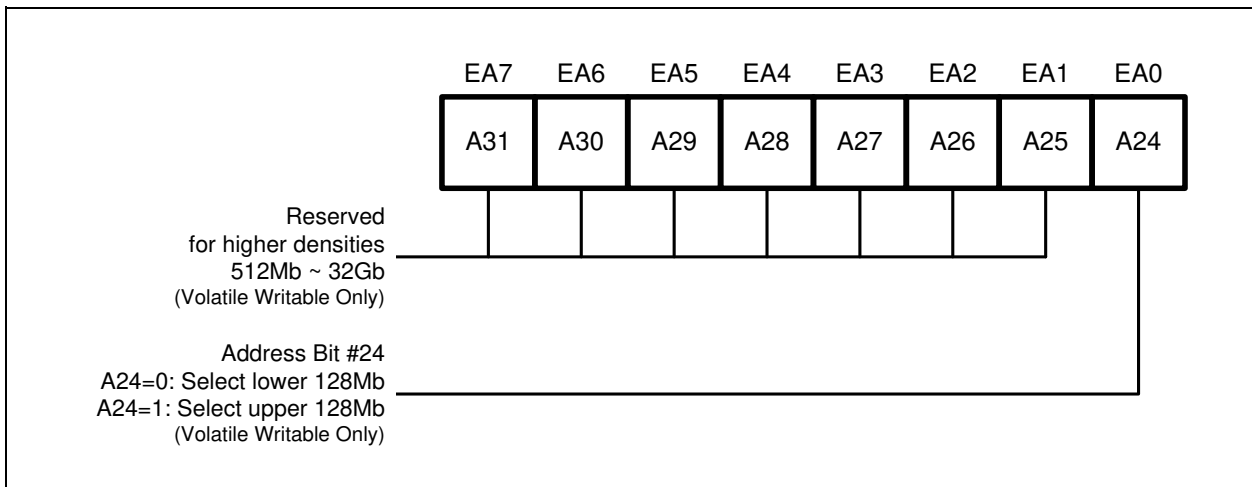 EA7 EA6 EA5 EA4 EA3 EA2 EA1 EA0
A31 A30 A29 A28 A27 A26 A25 A24
Reserved
for higher densities
512Mb ~ 32Gb
(Volatile Writable Only)
Address Bit #24
A24=0: Select lower 128Mb
A24=1: Select upper 128Mb
(Volatile Writable Only)